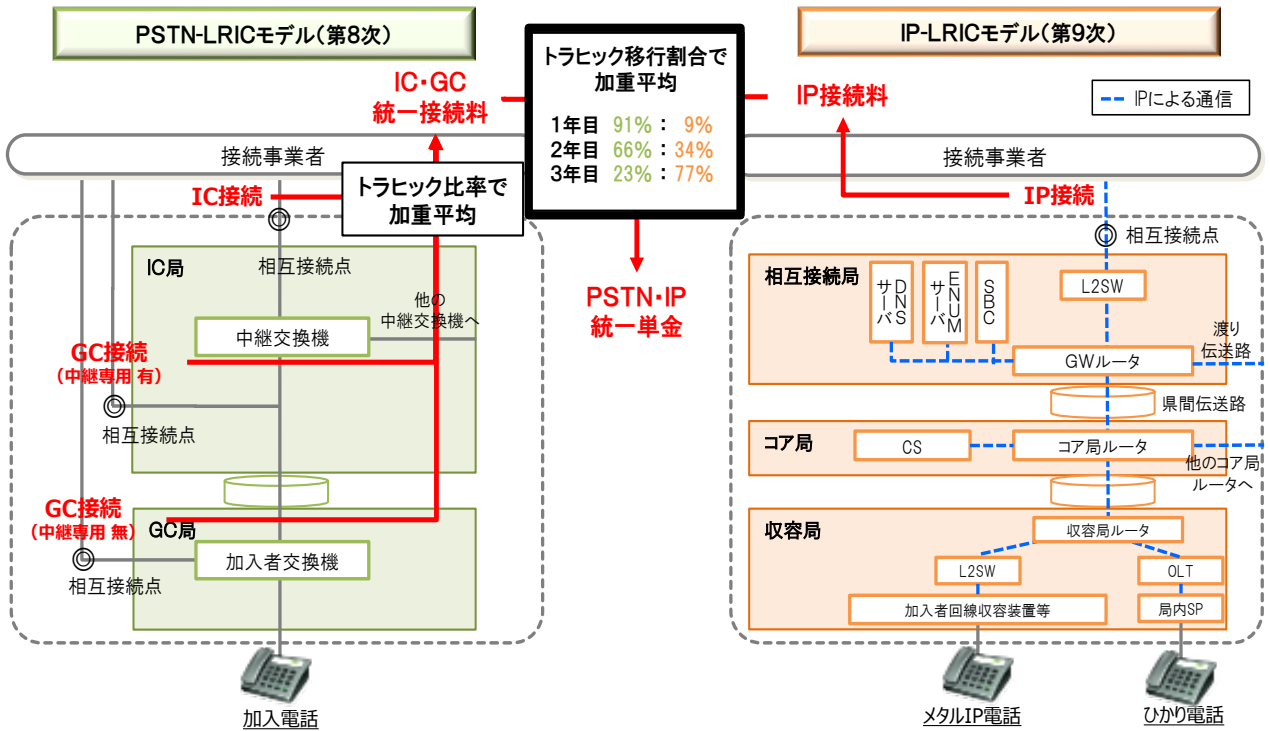 PSTN-LRICモデル（第8次）
IC・GC
統一接続料
トラヒック移行割合で
加重平均
1年目 91% : 9%
2年目 66% : 34%
3年目 23% : 77%
IP-LRICモデル（第9次）
IP接続料
IPによる通信
接続事業者
IC接続
トラヒック比率で
加重平均
相互接続点
IC局
他の
中継交換機へ
中継交換機
GC接続
（中継専用 有）
相互接続点
GC接続
（中継専用 無）
GC局
加入者交換機
相互接続点
加入電話
PSTN・IP
統一単金
接続事業者
IP接続
相互接続点
相互接続局
DNS
サーバ
ENUM
サーバ
SBC
L2SW
渡り
伝送路
GWルータ
県間伝送路
コア局
CS
コア局ルータ
他のコア局
ルータへ
収容局
収容局ルータ
L2SW
OLT
加入者回線収容装置等
局内SP
メタルIP電話
ひかり電話